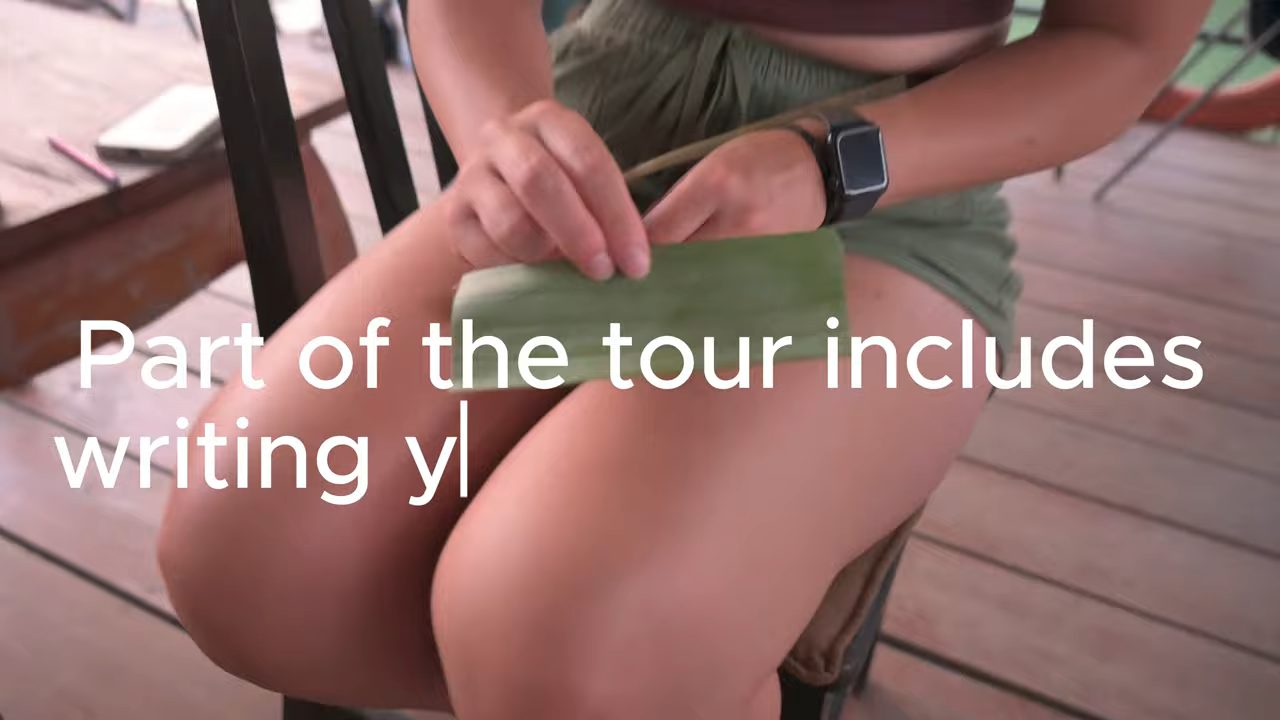 Part of the tour includes
writing y